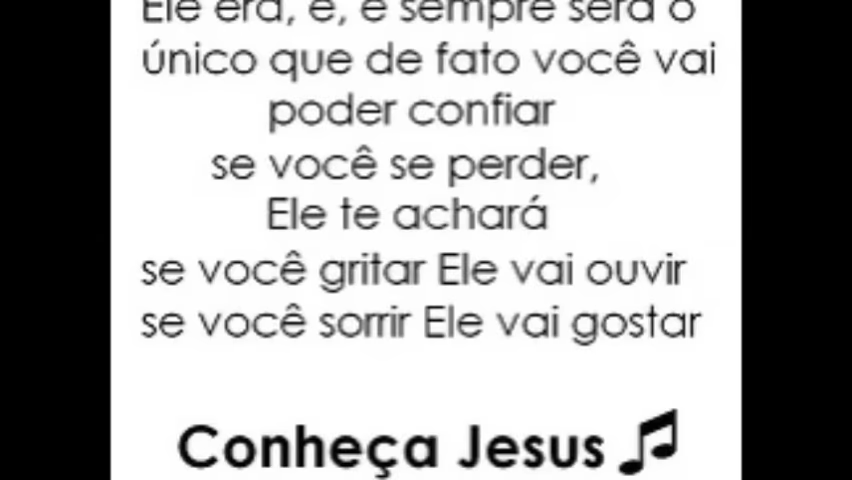 Ele era, é, e sempre será o
único que de fato você vai
poder confiar
se você se perder,
Ele te achará
se você gritar Ele vai ouvir
se você sorrir Ele vai gostar
Conheça Jesus